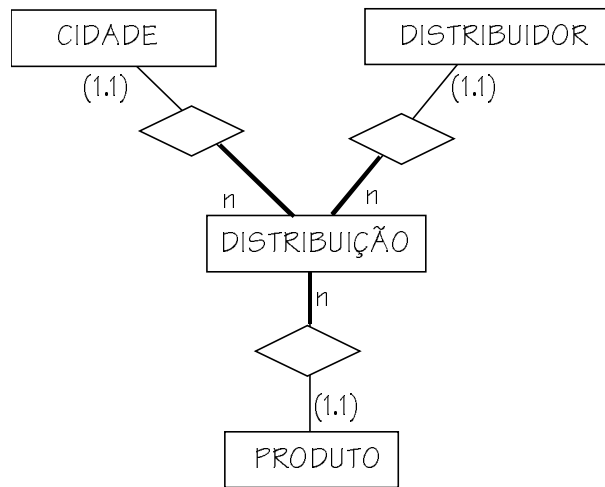 CIDADE
DISTRIBUIDOR
(1.1)
(1.1)
n
n
DISTRIBUIÇÃO
n
(1.1)
PRODUTO